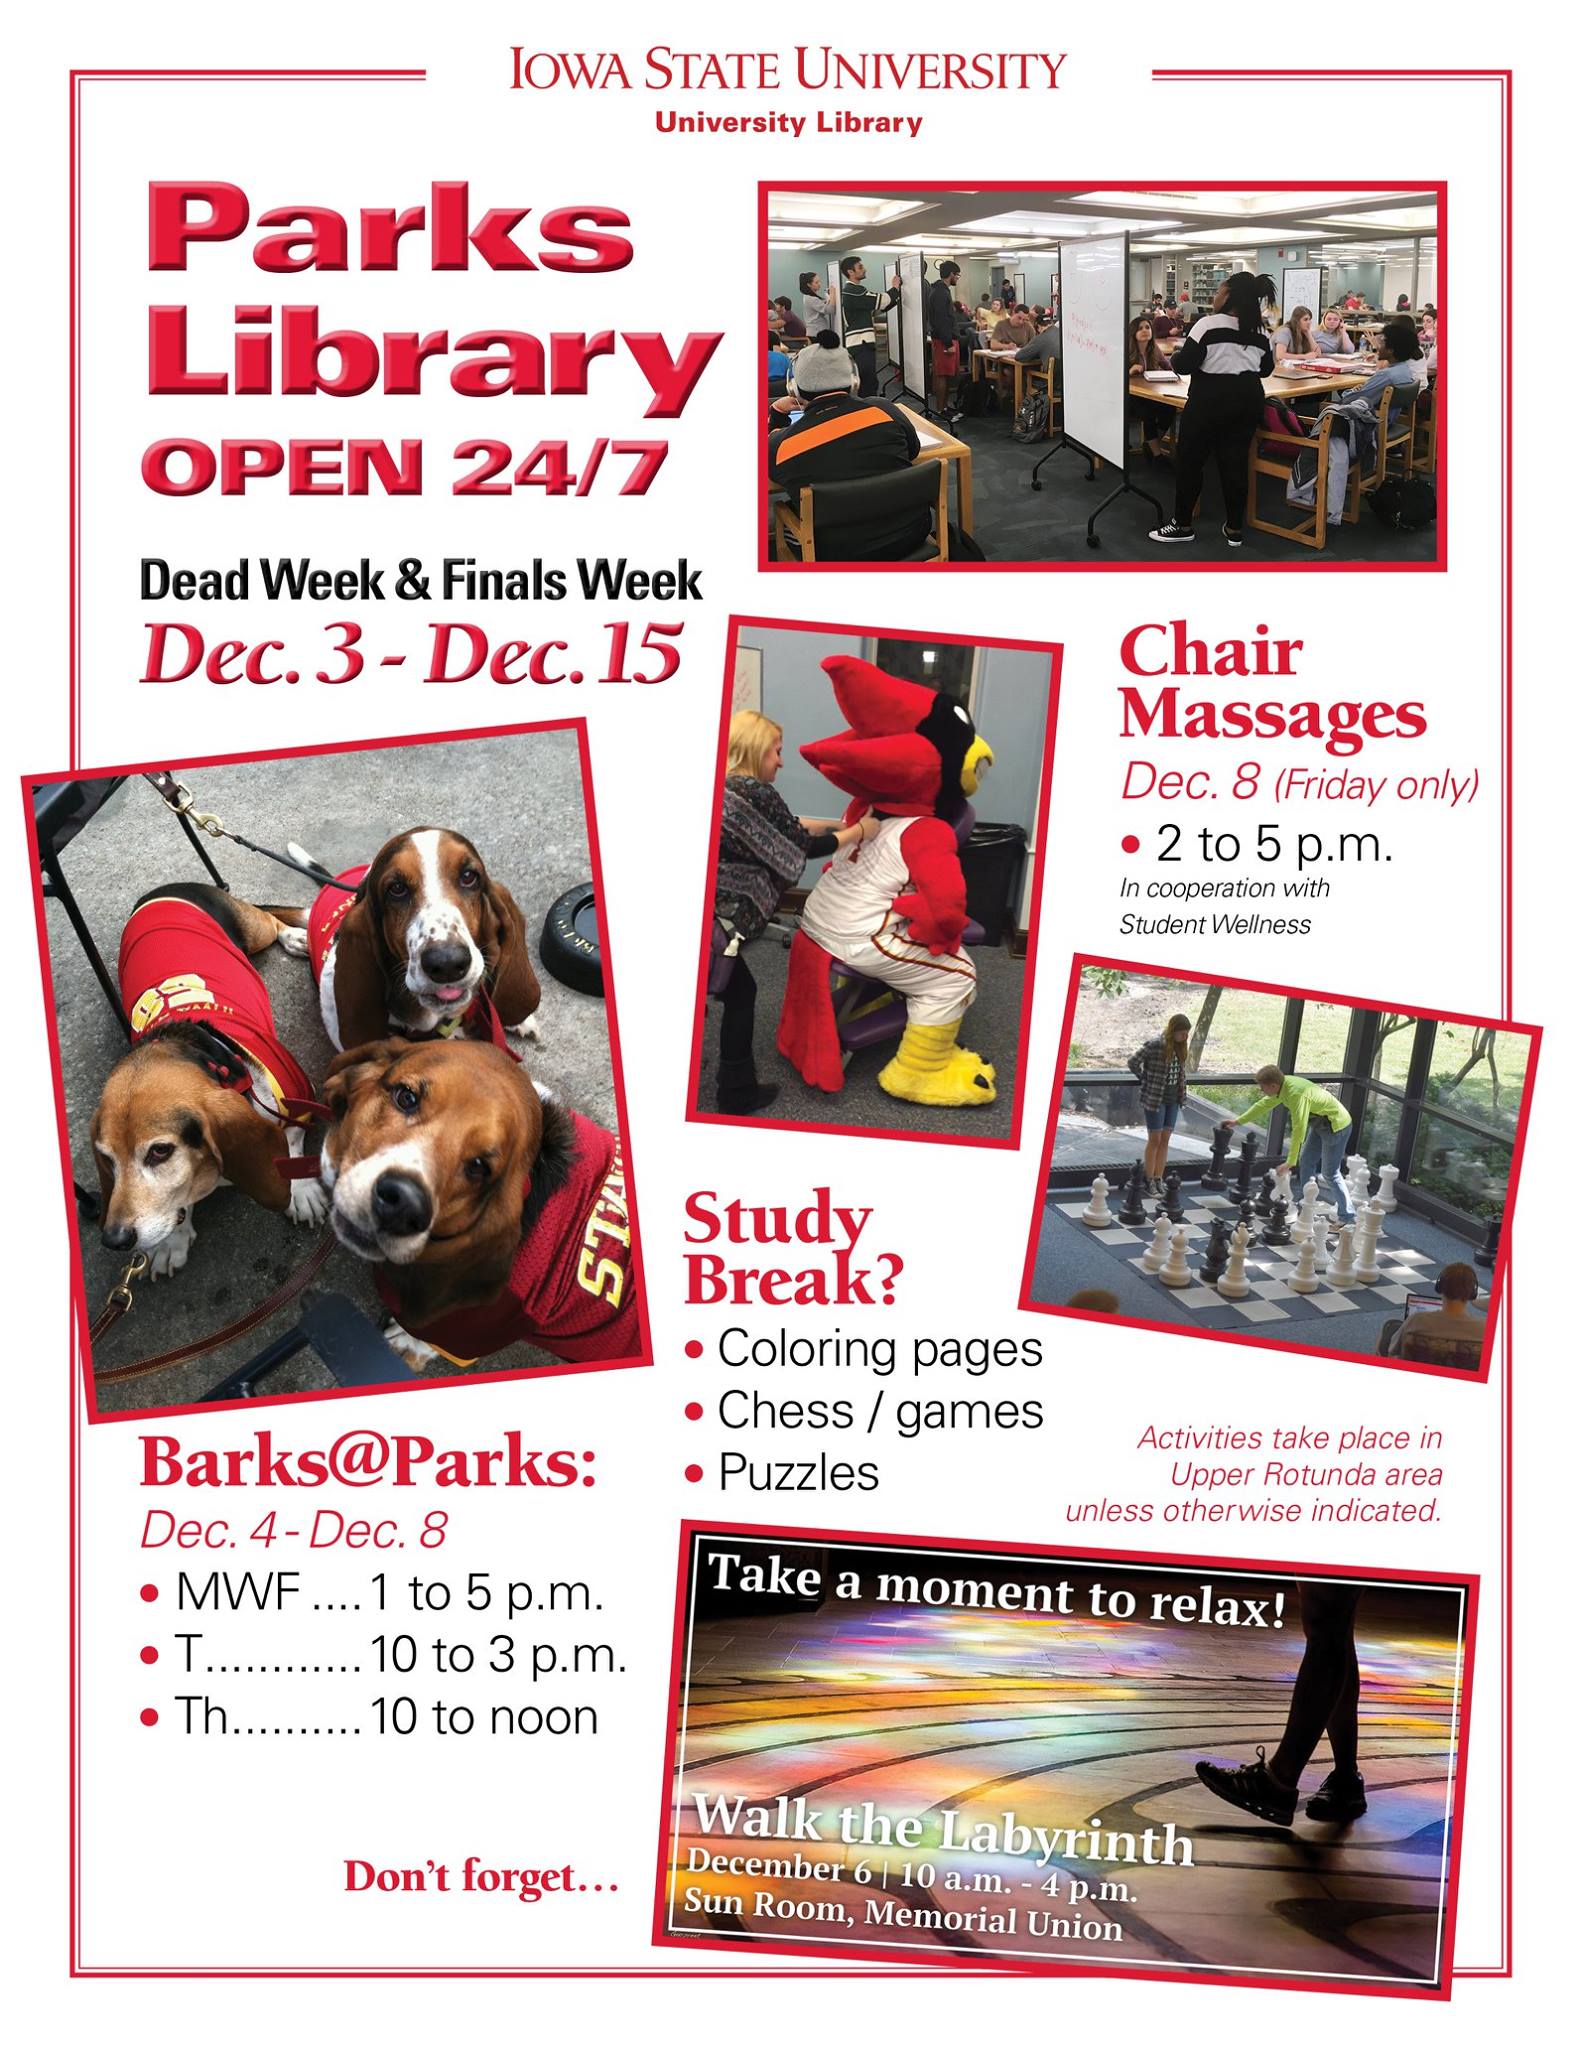 IOWA STATE UNIVERSITY
University Library
Parks
Library
OPEN 24/7
Dead Week & Finals Week
Dec. 3 - Dec. 15
Chair
Massages
Dec. 8 (Friday only)
• 2 to 5 p.m.
In cooperation with
Student Wellness
Study
Break?
• Coloring pages
• Chess / games
• Puzzles
Activities take place in
Upper Rotunda area
unless otherwise indicated.
Barks@Parks:
Dec. 4 - Dec. 8
• MWF .... 1 to 5 p.m.
• T............ 10 to 3 p.m.
• Th.......... 10 to noon
Don't forget...
Take a moment to relax!
Walk the Labyrinth
December 6 | 10 a.m. - 4 p.m.
Sun Room, Memorial Union